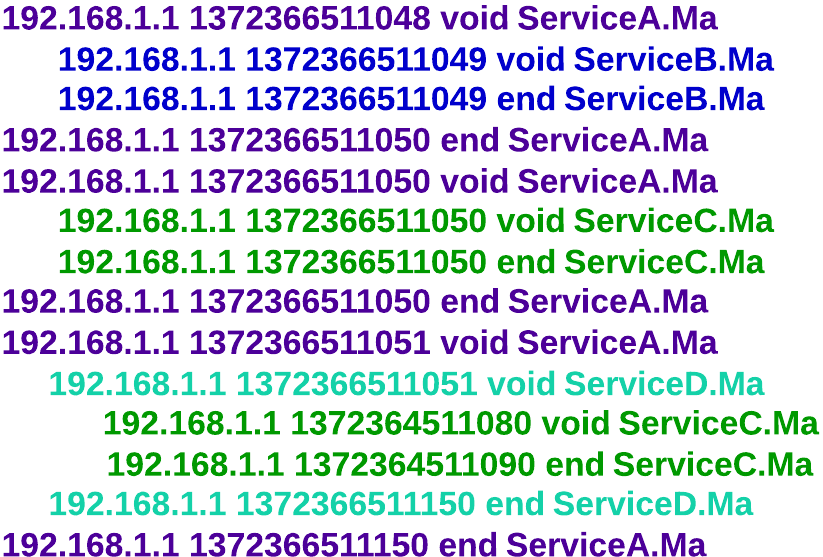 192.168.1.1 1372366511048 void ServiceA.Ma
192.168.1.1 1372366511049 void ServiceB.Ma
192.168.1.1 1372366511049 end ServiceB.Ma
192.168.1.1 1372366511050 end ServiceA.Ma
192.168.1.1 1372366511050 void ServiceA.Ma
192.168.1.1 1372366511050 void ServiceC.Ma
192.168.1.1 1372366511050 end ServiceC.Ma
192.168.1.1 1372366511050 end ServiceA.Ma
192.168.1.1 1372366511051 void ServiceA.Ma
192.168.1.1 1372366511051 void ServiceD.Ma
192.168.1.1 1372364511080 void ServiceC.Ma
192.168.1.1 1372364511090 end ServiceC.Ma
192.168.1.1 1372366511150 end ServiceD.Ma
192.168.1.1 1372366511150 end ServiceA.Ma